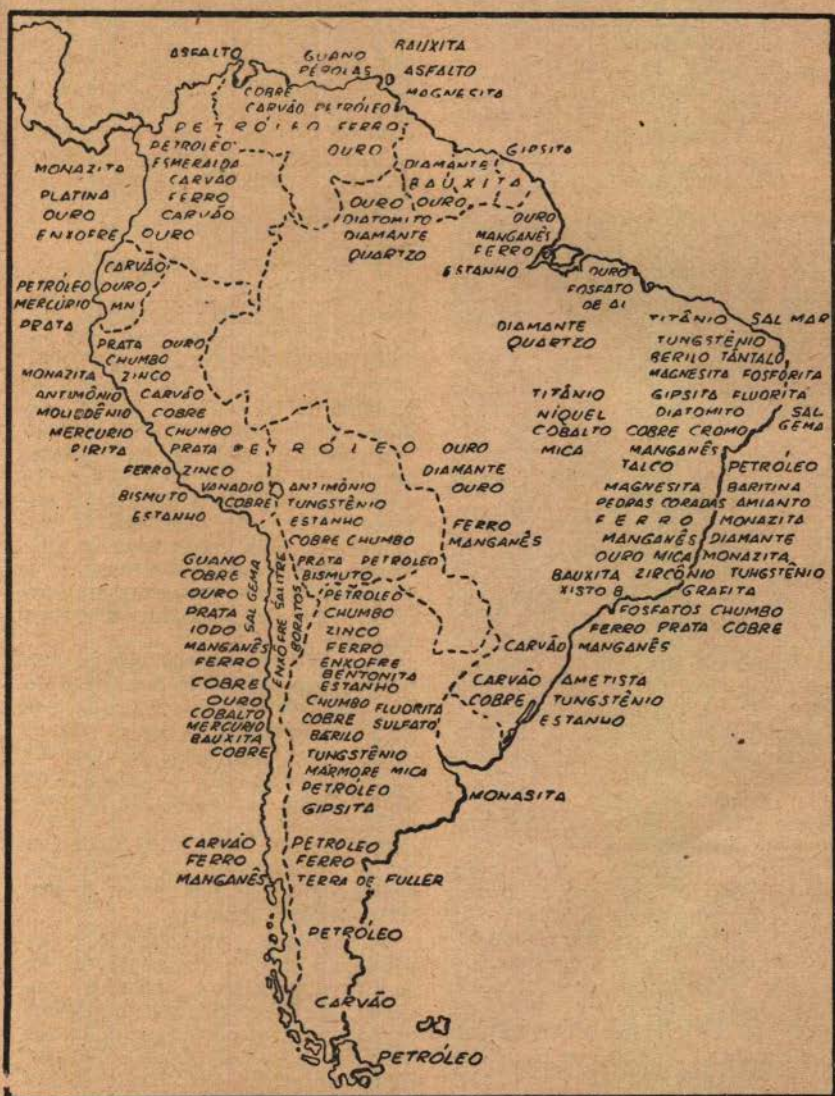 BAUXITA
ASFALTO GUANO
PÉROLAS ASFALTO
COBRE MAGNECITA
CARVÃO PETRÓLEO
PETRÓLEO FERRO
PETRÓLEO OURO GIPSITA
MONAZITA ESMERALDA DIAMANTE
CARVÃO BAUXITA
PLATINA FERRO OURO OURO
OURO CARVÃO DIATOMITO OURO
ENXOFRE OURO DIAMANTE MANGANÊS
QUARTZO FERRO
CARVÃO ESTANHO OURO
PETRÓLEO OURO FOSFATO
MERCÚRIO MN DE AL
PRATA DIAMANTE TITÂNIO SAL MAR
PRATA OURO QUARTZO TUNGSTÊNIO
CHUMBO BERILO TÂNTALO
MONAZITA ZINCO MAGNESITA FOSFÓRITA
ANTIMÔNIO CARVÃO TITÂNIO GIPSITA FLUORITA
MOLIBDÊNIO COBRE NÍQUEL DIATOMITO SAL
MERCURIO CHUMBO COBALTO COBRE CROMO GEMA
PIRITA PRATA PETRÓLEO OURO MICA MANGANÊS
FERRO ZINCO DIAMANTE TALCO PETRÓLEO
VANADIO ANTIMÔNIO OURO MAGNESITA BARITINA
BISMUTO COBRE TUNGSTÊNIO PEDRAS CORADAS AMIANTO
ESTANHO ESTANHO FERRO FERRO MONAZITA
COBRE CHUMBO MANGANÊS MANGANÊS DIAMANTE
GUANO PRATA PETROLEO OURO MICA MONAZITA
COBRE BISMUTO BAUXITA ZIRCÔNIO TUNGSTÊNIO
OURO SAL GEMA ENXOFRE SALITRE BORATOS PETRÓLEO XISTO B GRAFITA
PRATA CHUMBO FOSFATOS CHUMBO
IODO ZINCO FERRO PRATA COBRE
MANGANÊS FERRO CARVÃO MANGANÊS
FERRO ENXOFRE
BENTONITA
COBRE ESTANHO CARVÃO AMETISTA
OURO CHUMBO FLUORITA COBRE TUNGSTÊNIO
COBALTO COBRE SULFATO ESTANHO
MERCURIO BÁRILO
BAUXITA
COBRE TUNGSTÊNIO
MÁRMORE MICA
PETRÓLEO MONASITA
GIPSITA
CARVÃO PETROLEO
FERRO FERRO
MANGANÊS TERRA DE FULLER
PETRÓLEO
CARVÃO
PETRÓLEO